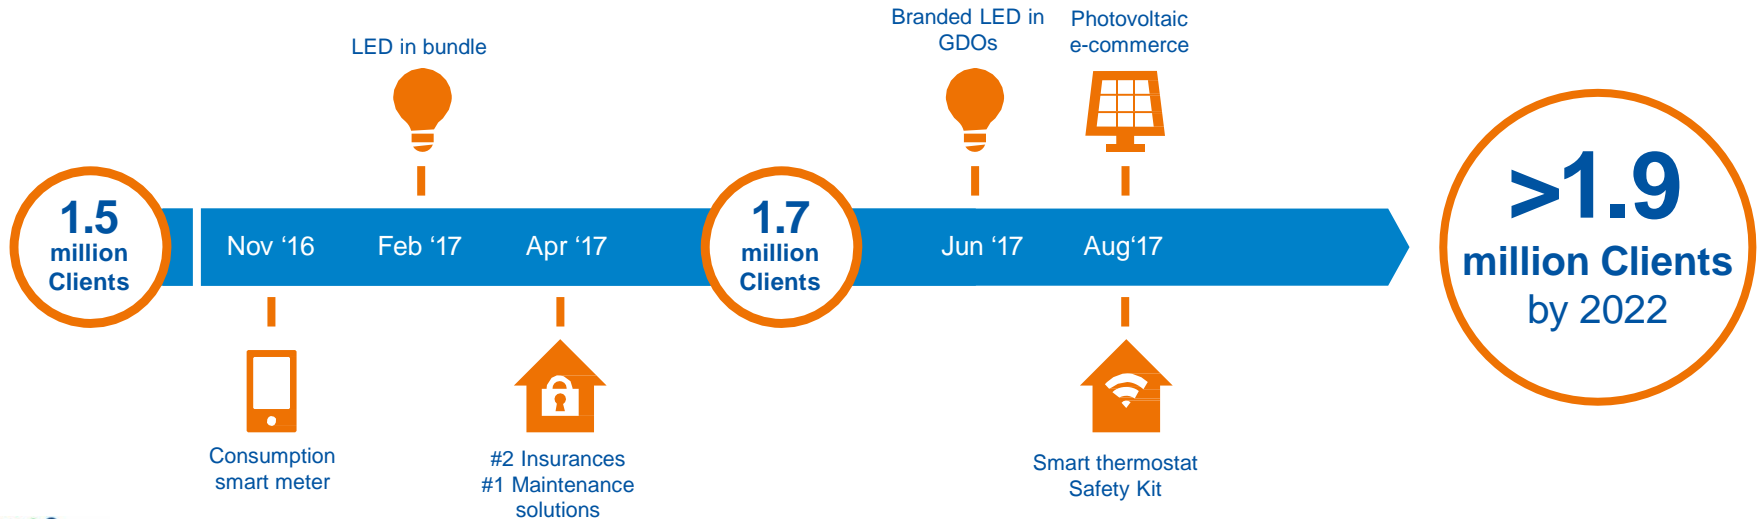 LED in bundle
Branded LED in
GDOs
Photovoltaic
e-commerce
1.5
million
Clients
Nov ‘16
Feb ‘17
Apr ‘17
1.7
million
Clients
Jun ‘17
Aug‘17
>1.9
million Clients
by 2022
Consumption
smart meter
#2 Insurances
#1 Maintenance
solutions
Smart thermostat
Safety Kit